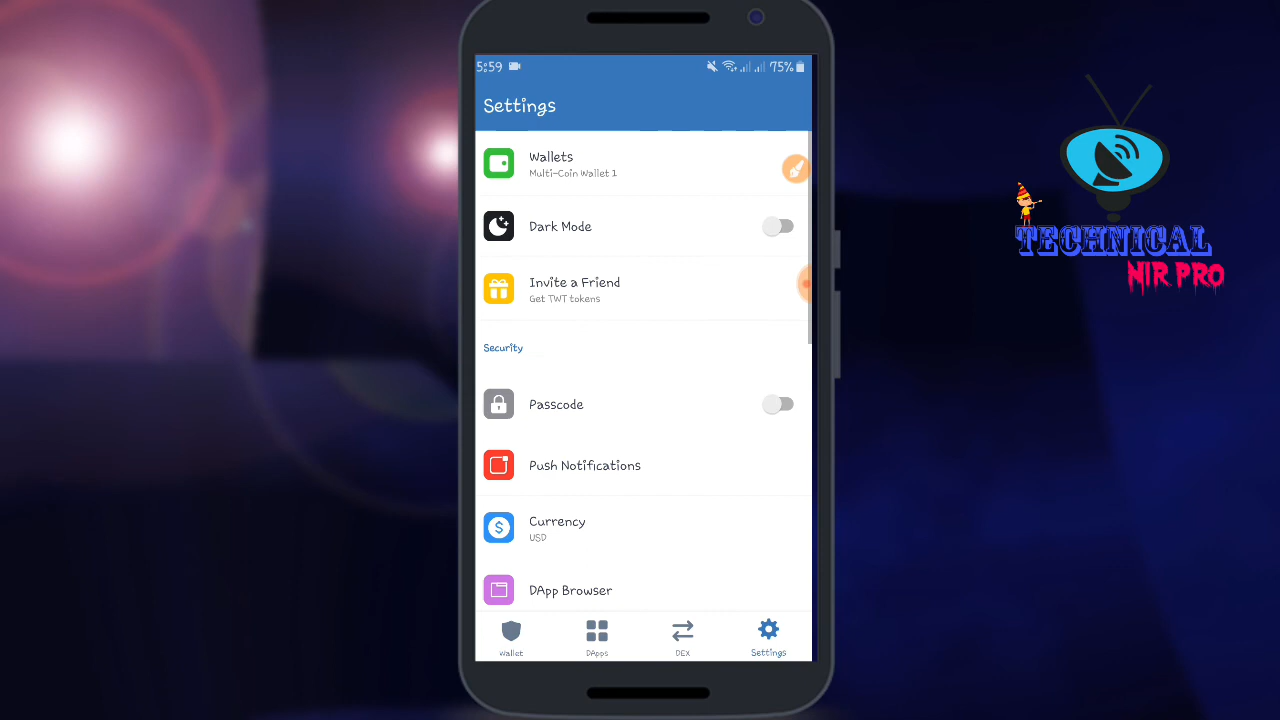 5:59
75%
Settings
Wallets
Multi-Coin Wallet 1
Dark Mode
Invite a Friend
Get TWT tokens
Security
Passcode
Push Notifications
Currency
USD
DApp Browser
Wallet
DApps
DEX
Settings
TECHNICAL
NIR PRO